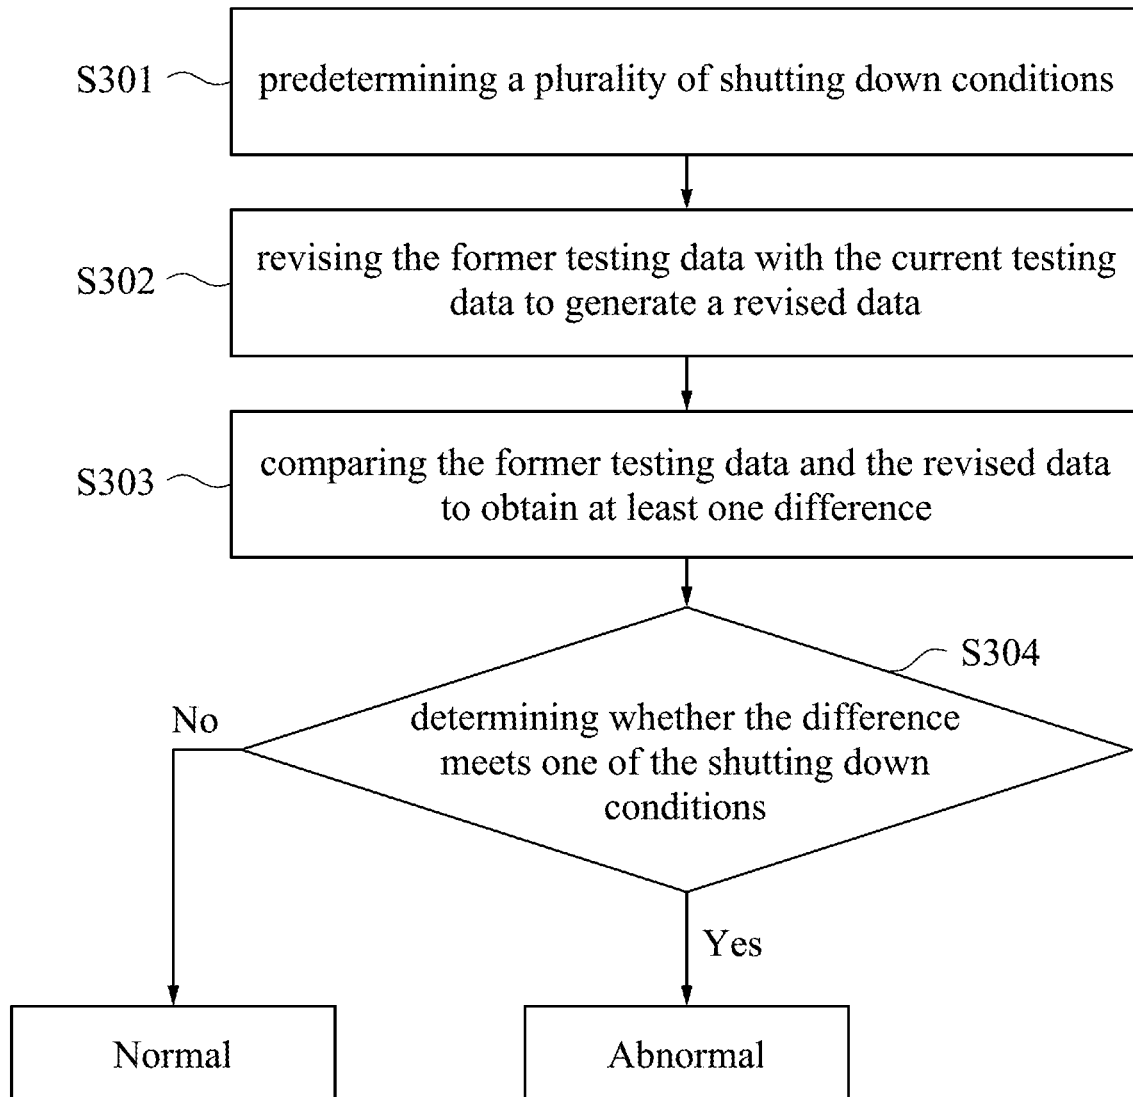 S301
predetermining a plurality of shutting down conditions
S302
revising the former testing data with the current testing
data to generate a revised data
S303
comparing the former testing data and the revised data
to obtain at least one difference
S304
determining whether the difference
meets one of the shutting down
conditions
No
Yes
Normal
Abnormal